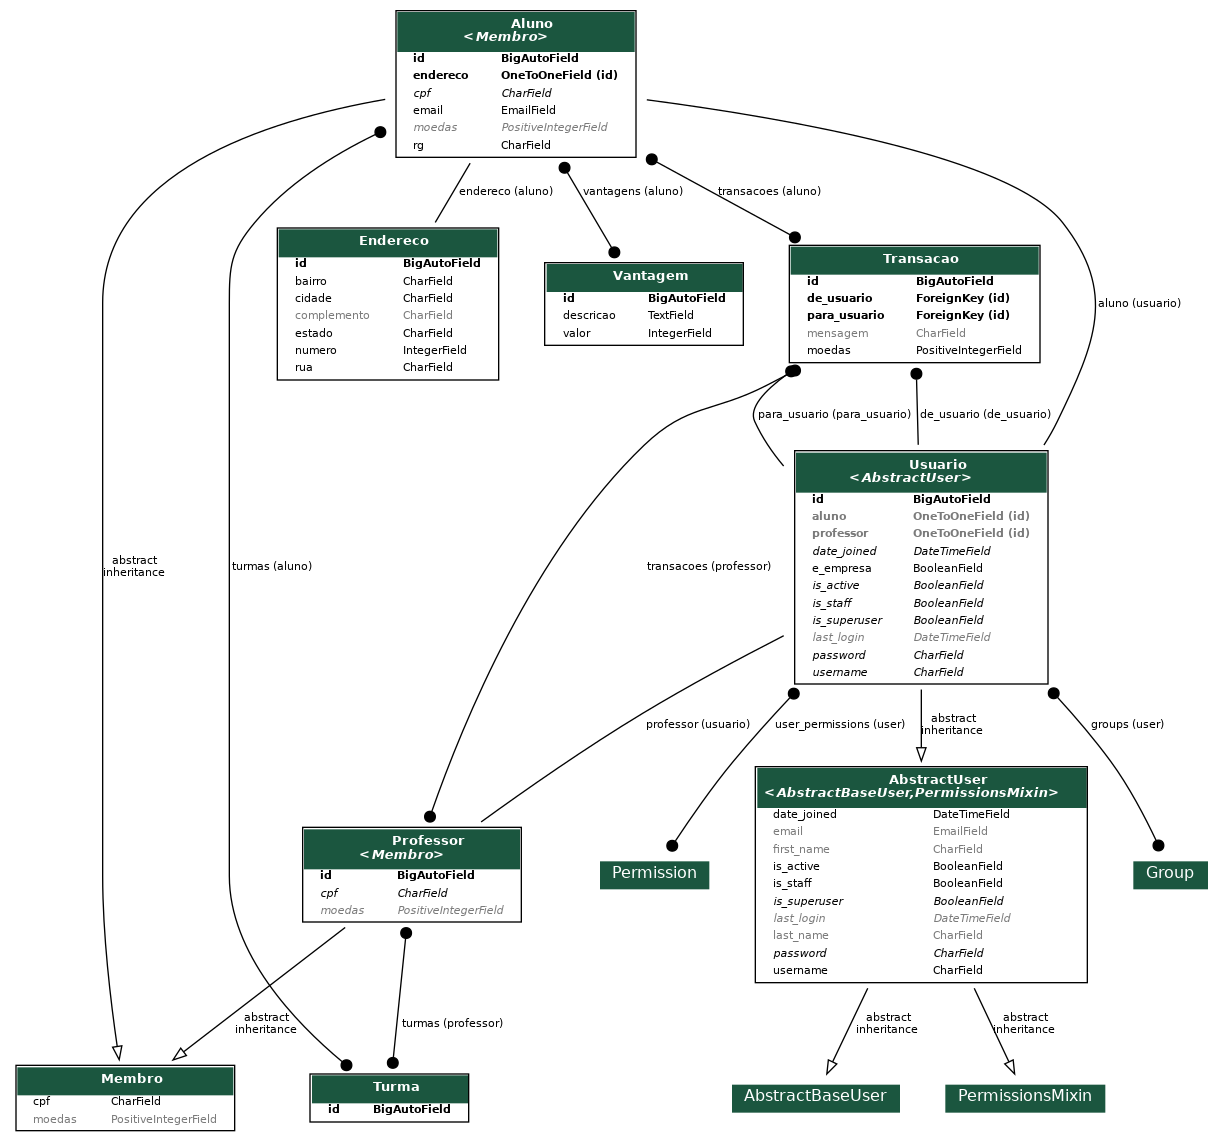 Aluno
<Membro>
id BigAutoField
endereco OneToOneField (id)
cpf CharField
email EmailField
moedas PositiveIntegerField
rg CharField
endereco (aluno)
vantagens (aluno)
transacoes (aluno)
Endereco
id BigAutoField
bairro CharField
cidade CharField
complemento CharField
estado CharField
numero IntegerField
rua CharField
Vantagem
id BigAutoField
descricao TextField
valor IntegerField
Transacao
id BigAutoField
de_usuario ForeignKey (id)
para_usuario ForeignKey (id)
mensagem CharField
moedas PositiveIntegerField
aluno (usuario)
para_usuario (para_usuario)
de_usuario (de_usuario)
Usuario
<AbstractUser>
id BigAutoField
aluno OneToOneField (id)
professor OneToOneField (id)
date_joined DateTimeField
e_empresa BooleanField
is_active BooleanField
is_staff BooleanField
is_superuser BooleanField
last_login DateTimeField
password CharField
username CharField
abstract
inheritance
turmas (aluno)
transacoes (professor)
professor (usuario)
user_permissions (user)
abstract
inheritance
groups (user)
Professor
<Membro>
id BigAutoField
cpf CharField
moedas PositiveIntegerField
Permission
AbstractUser
<AbstractBaseUser,PermissionsMixin>
date_joined DateTimeField
email EmailField
first_name CharField
is_active BooleanField
is_staff BooleanField
is_superuser BooleanField
last_login DateTimeField
last_name CharField
password CharField
username CharField
Group
abstract
inheritance
turmas (professor)
abstract
inheritance
abstract
inheritance
Membro
cpf CharField
moedas PositiveIntegerField
Turma
id BigAutoField
AbstractBaseUser
PermissionsMixin